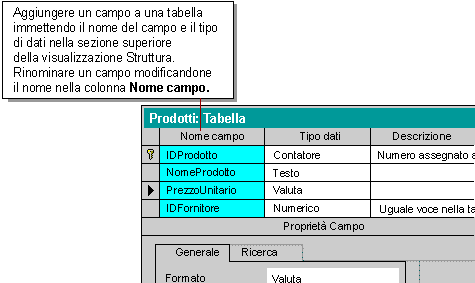 Aggiungere un campo a una tabella
immettendo il nome del campo e il tipo
di dati nella sezione superiore
della visualizzazione Struttura.
Rinominare un campo modificandone
il nome nella colonna Nome campo.
Prodotti: Tabella
Nome campo Tipo dati Descrizione
IDProdotto Contatore Numero assegnato a
NomeProdotto Testo
PrezzoUnitario Valuta
IDFornitore Numerico Uguale voce nella ta
Proprietà Campo
Generale Ricerca
Formato Valuta